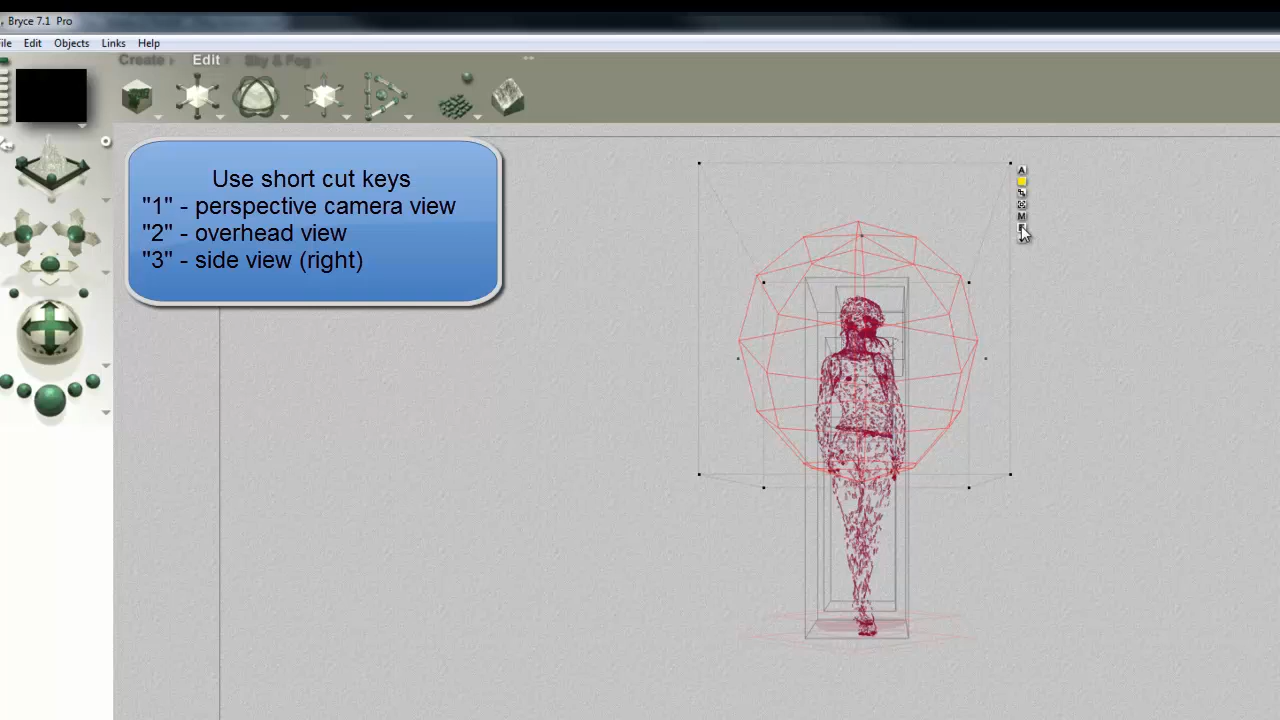 Bryce 7.1 Pro
ile Edit Objects Links Help
Create Edit Sky & Fog
Use short cut keys
"1" - perspective camera view
"2" - overhead view
"3" - side view (right)
A
M